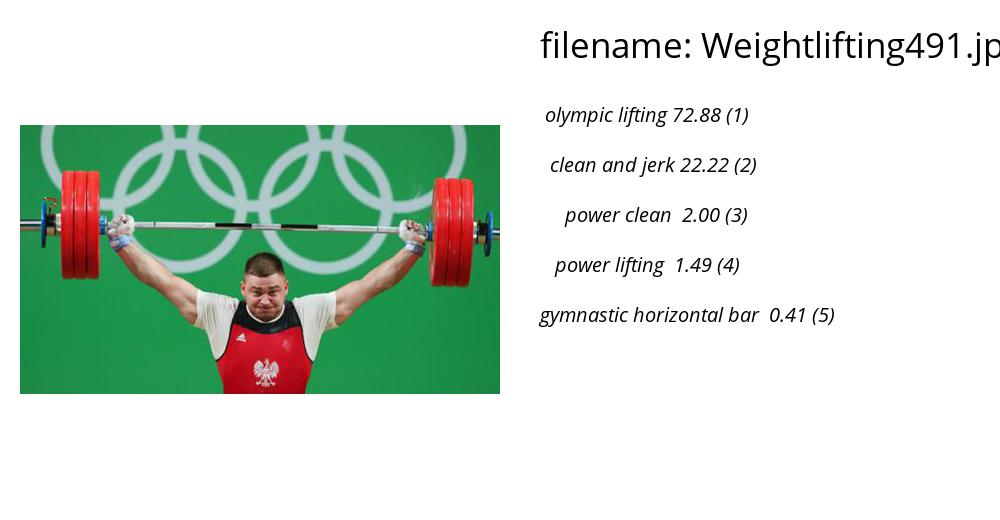 filename: Weightlifting491.jp
olympic lifting 72.88 (1)
clean and jerk 22.22 (2)
power clean 2.00 (3)
power lifting 1.49 (4)
gymnastic horizontal bar 0.41 (5)